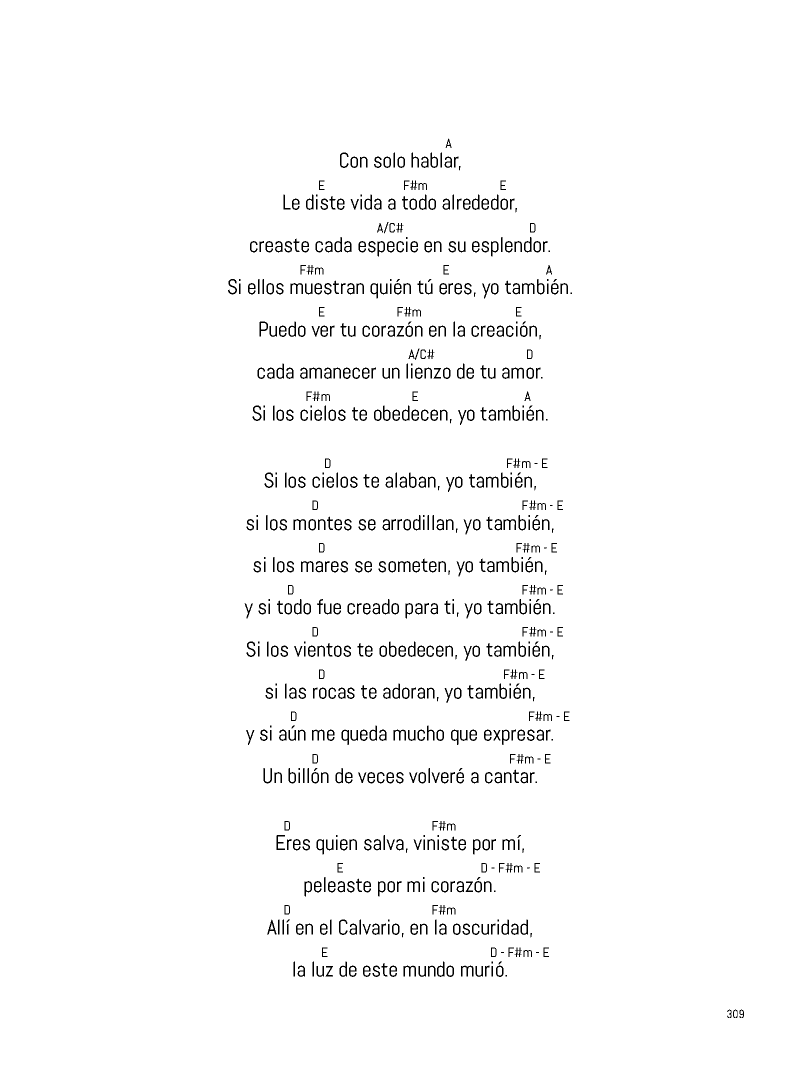 A
Con solo hablar,
E F#m E
Le diste vida a todo alrededor,
A/C# D
creaste cada especie en su esplendor.
F#m E A
Si ellos muestran quién tú eres, yo también.
E F#m E
Puedo ver tu corazón en la creación,
A/C# D
cada amanecer un lienzo de tu amor.
F#m E A
Si los cielos te obedecen, yo también.
D F#m - E
Si los cielos te alaban, yo también,
D F#m - E
si los montes se arrodillan, yo también,
D F#m - E
si los mares se someten, yo también,
D F#m - E
y si todo fue creado para ti, yo también.
D F#m - E
Si los vientos te obedecen, yo también,
D F#m - E
si las rocas te adoran, yo también,
D F#m - E
y si aún me queda mucho que expresar.
D F#m - E
Un billón de veces volveré a cantar.
D F#m
Eres quien salva, viniste por mí,
E D - F#m - E
peleaste por mi corazón.
D F#m
Allí en el Calvario, en la oscuridad,
E D - F#m - E
la luz de este mundo murió.
309